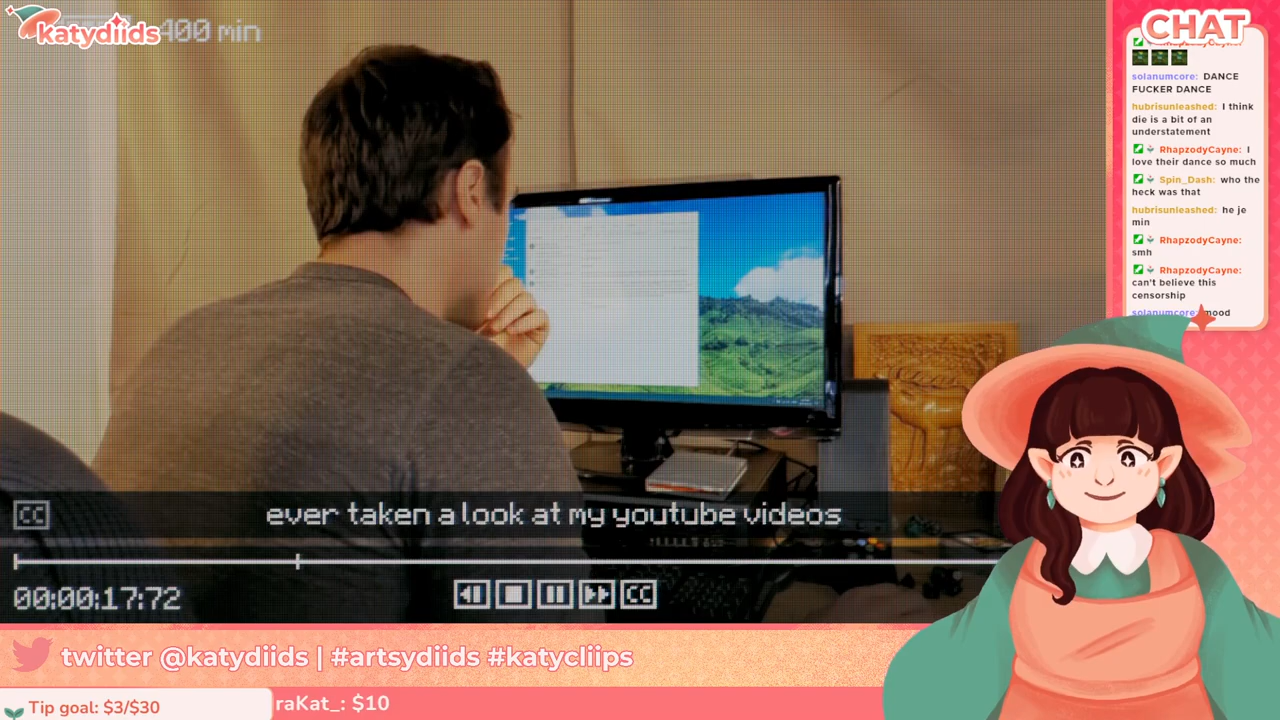 katydiids
400 min
CHAT
solanumcore: DANCE
FUCKER DANCE
hubrisunleashed: I think
die is a bit of an
understatement
RhapzodyCayne: I
love their dance so much
Spin_Dash: who the
heck was that
hubrisunleashed: he je
min
RhapzodyCayne:
smh
RhapzodyCayne:
can't believe this
censorship
solanumcore: mood
CC
ever taken a look at my youtube videos
00:00:17:72
CC
twitter @katydiids | #artsydiids #katycliips
Tip goal: $3/$30
raKat_: $10